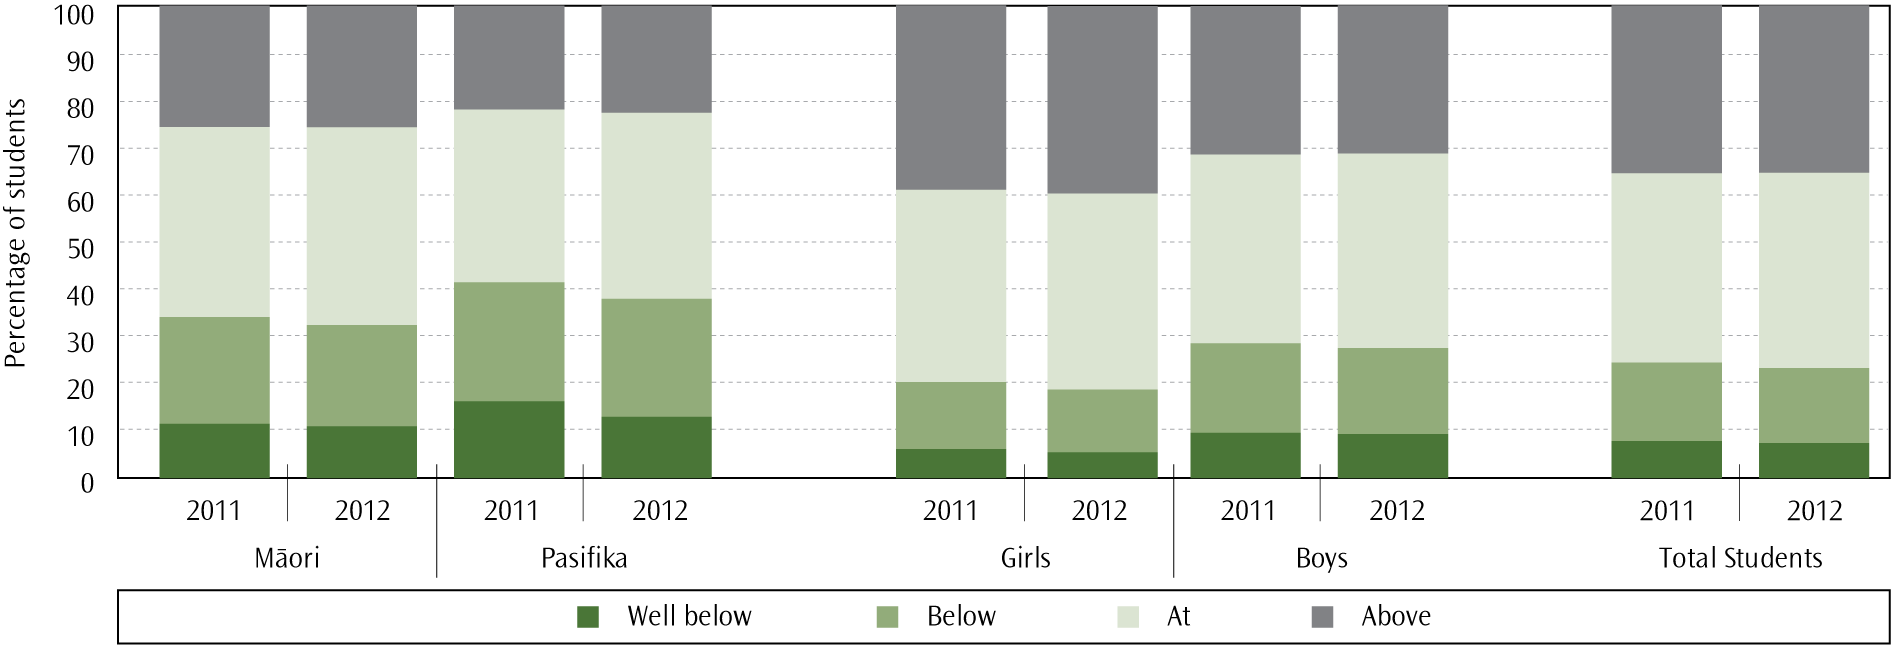 Percentage of students
100
90
80
70
60
50
40
30
20
10
0
2011 2012 2011 2012 2011 2012 2011 2012 2011 2012
Māori Pasifika Girls Boys Total Students
Well below Below At Above